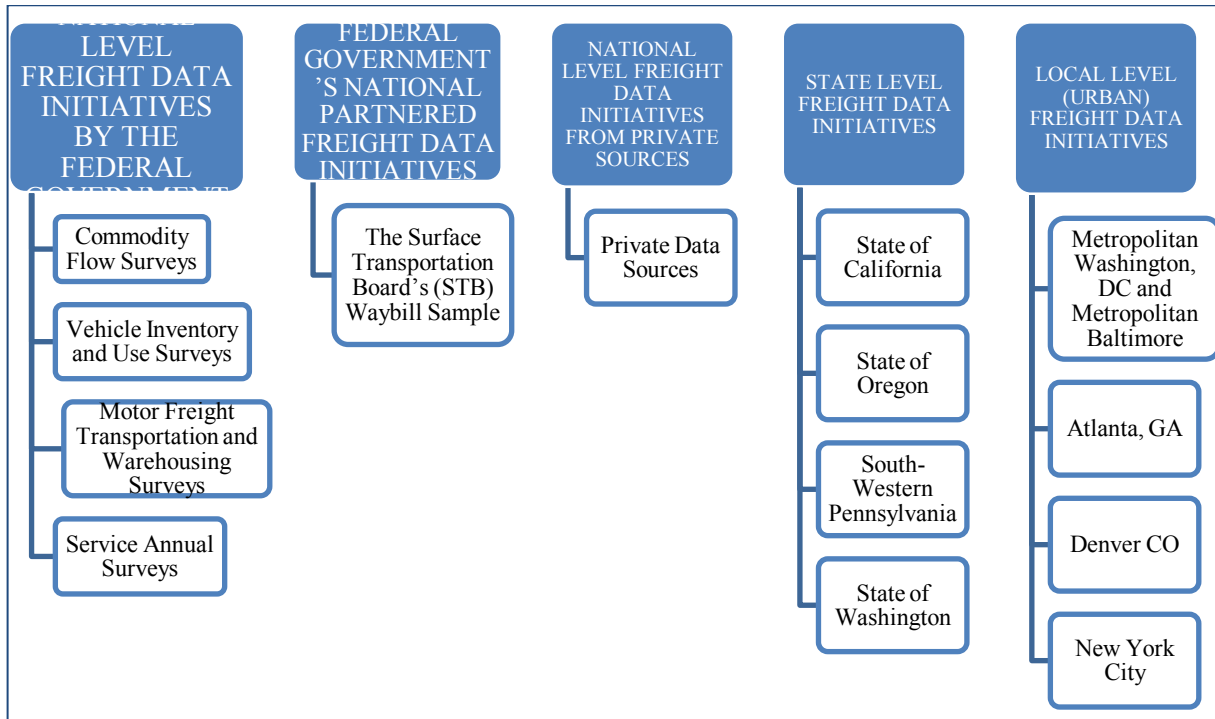 NATIONAL
LEVEL
FREIGHT DATA
INITIATIVES
BY THE
FEDERAL
GOVERNMENT
Commodity
Flow Surveys
Vehicle Inventory
and Use Surveys
Motor Freight
Transportation and
Warehousing
Surveys
Service Annual
Surveys
FEDERAL
GOVERNMENT
’S NATIONAL
PARTNERED
FREIGHT DATA
INITIATIVES
The Surface
Transportation
Board’s (STB)
Waybill Sample
NATIONAL
LEVEL FREIGHT
DATA
INITIATIVES
FROM PRIVATE
SOURCES
Private Data
Sources
STATE LEVEL
FREIGHT DATA
INITIATIVES
State of
California
State of
Oregon
South-
Western
Pennsylvania
State of
Washington
LOCAL LEVEL
(URBAN)
FREIGHT DATA
INITIATIVES
Metropolitan
Washington,
DC and
Metropolitan
Baltimore
Atlanta, GA
Denver CO
New York
City